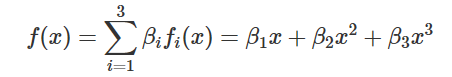 f(x) = ∑_{i=1}^{3} β_i f_i(x) = β_1 x + β_2 x^2 + β_3 x^3